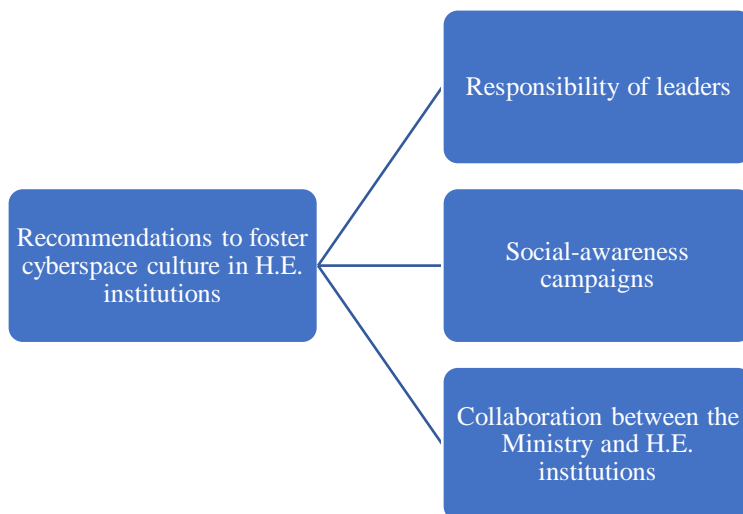 Responsibility of leaders
Recommendations to foster
cyberspace culture in H.E.
institutions
Social-awareness
campaigns
Collaboration between the
Ministry and H.E.
institutions